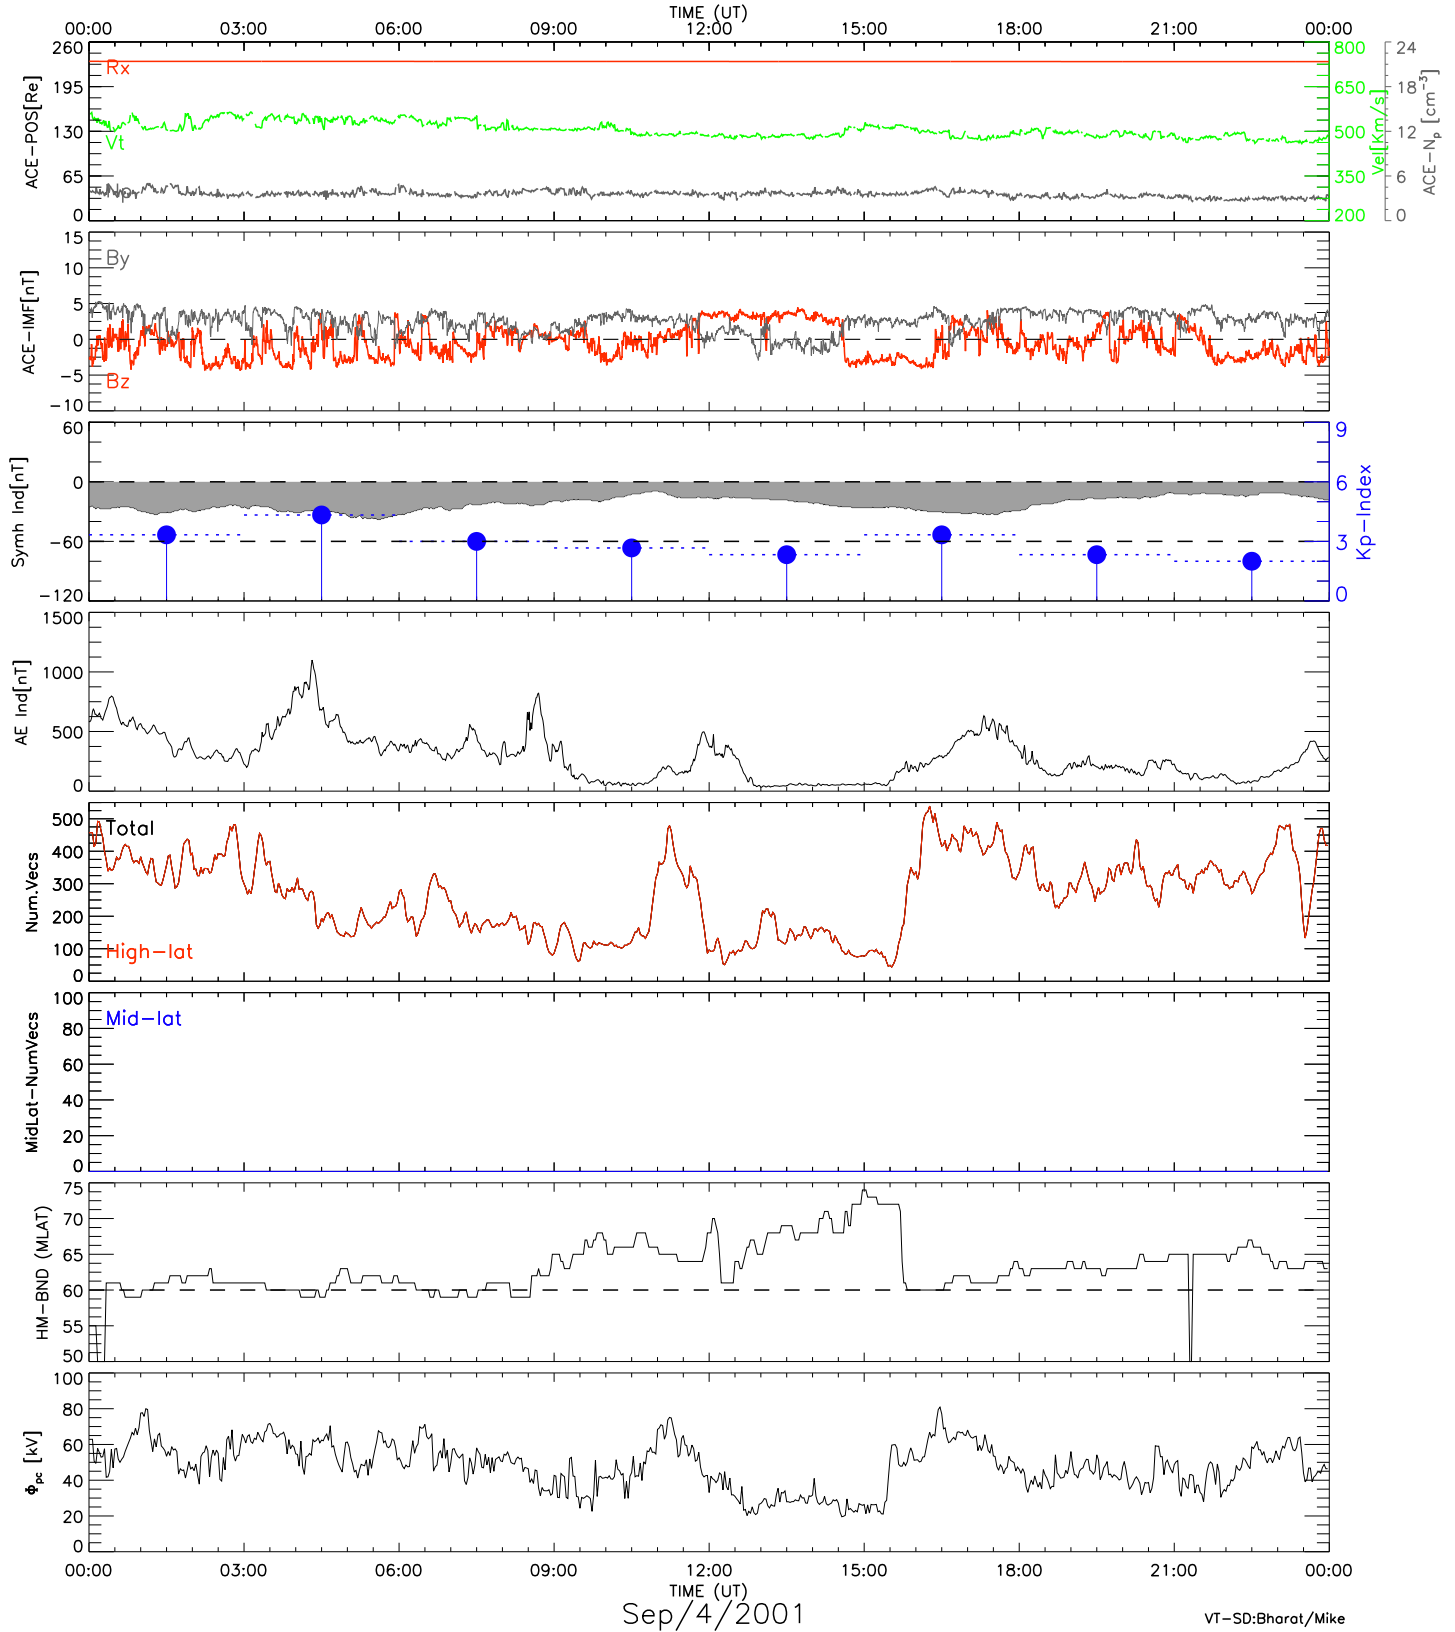 TIME (UT)
00:00 03:00 06:00 09:00 12:00 15:00 18:00 21:00 00:00
260 195 130 65 0
ACE-POS[Re]
Rx
Vt
800 650 500 350 200
Vel[Km/s]
24 18 12 6 0
ACE-Np [cm⁻³]
15 10 5 0 -5 -10
ACE-IMF[nT]
By
Bz
60 0 -60 -120
Symh Ind[nT]
9 6 3 0
Kp-Index
1500 1000 500 0
AE Ind[nT]
500 400 300 200 100 0
Num.Vecs
Total
High-lat
100 80 60 40 20 0
MidLat-NumVecs
Mid-lat
75 70 65 60 55 50
HM-BND (MLAT)
100 80 60 40 20 0
Φpc [kV]
00:00 03:00 06:00 09:00 12:00 15:00 18:00 21:00 00:00
TIME (UT)
Sep/4/2001
VT-SD:Bharat/Mike